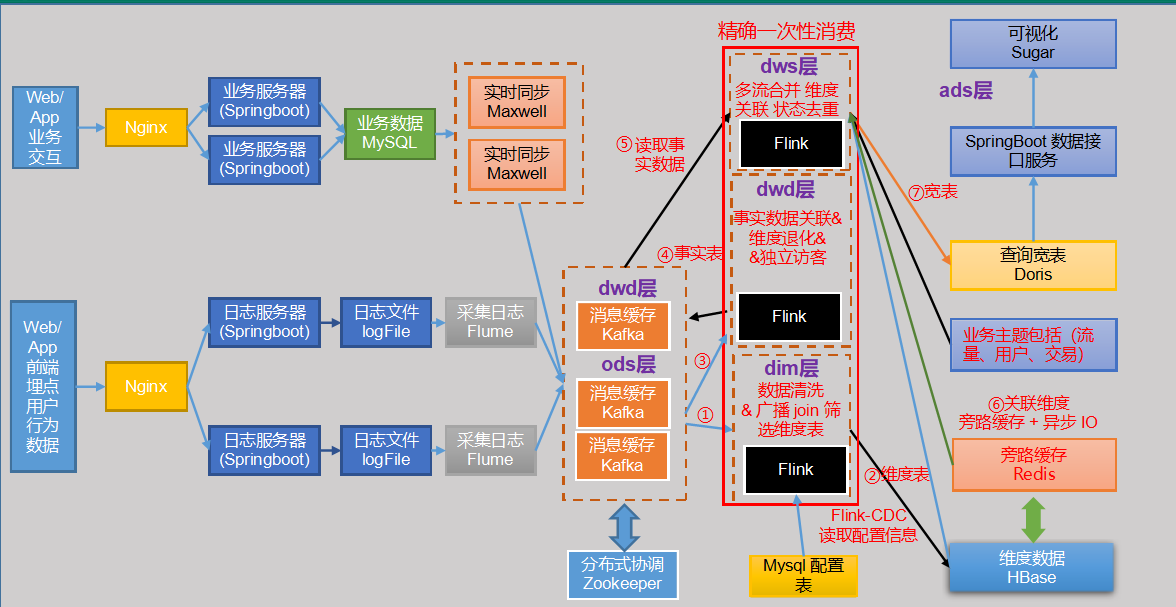 Web/
App
业务
交互
Nginx
业务服务器
(Springboot)
业务服务器
(Springboot)
业务数据
MySQL
实时同步
Maxwell
实时同步
Maxwell
Web/
App
前端
埋点
用户
行为
数据
Nginx
日志服务器
(Springboot)
日志文件
logFile
采集日志
Flume
日志服务器
(Springboot)
日志文件
logFile
采集日志
Flume
dwd层
消息缓存
Kafka
ods层
消息缓存
Kafka
消息缓存
Kafka
分布式协调
Zookeeper
⑤读取事
实数据
④事实表
③
①
精确一次性消费
dws层
多流合并 维度
关联 状态去重
Flink
dwd层
事实数据关联&
维度退化&
&独立访客
Flink
dim层
数据清洗
& 广播 join 筛
选维度表
Flink
②维度表
Flink-CDC
读取配置信息
Mysql 配置
表
可视化
Sugar
ads层
SpringBoot 数据接
口服务
⑦宽表
查询宽表
Doris
业务主题包括（流
量、用户、交易）
⑥关联维度
旁路缓存 + 异步 IO
旁路缓存
Redis
维度数据
HBase